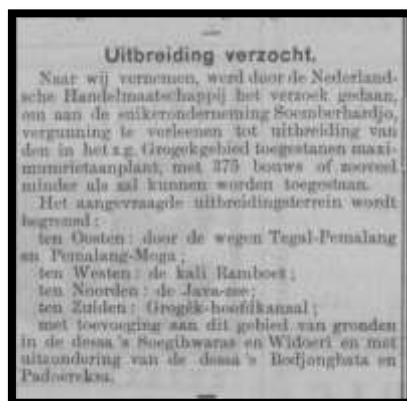 Uitbreiding verzocht.
Naar wij vernemen, werd door de Nederland-
sche Handelmaatschappij het verzoek gedaan,
om aan de suikeronderneming Soemberhardjo,
vergunning te verleenen tot uitbreiding van
den in het z.g. Grogekgebied toegestanen maxi-
mumrietaanplant, met 375 bouws of zooveel
minder als zal kunnen worden toegestaan.
Het aangevraagde uitbreidingsterrein wordt
begrensd:
ten Oosten: door de wegen Tegal-Pemalang
en Pemalang-Moga;
ten Westen: de kali Ramboet;
ten Noorden: de Java-zee;
ten Zuiden: Grogèk-hoofdkanaal;
met toevoeging aan dit gebied van gronden
in de dessa's Soegihwaras en Widoeri en met
uitzondering van de dessa's Bedjonghata en
Padoereksa.